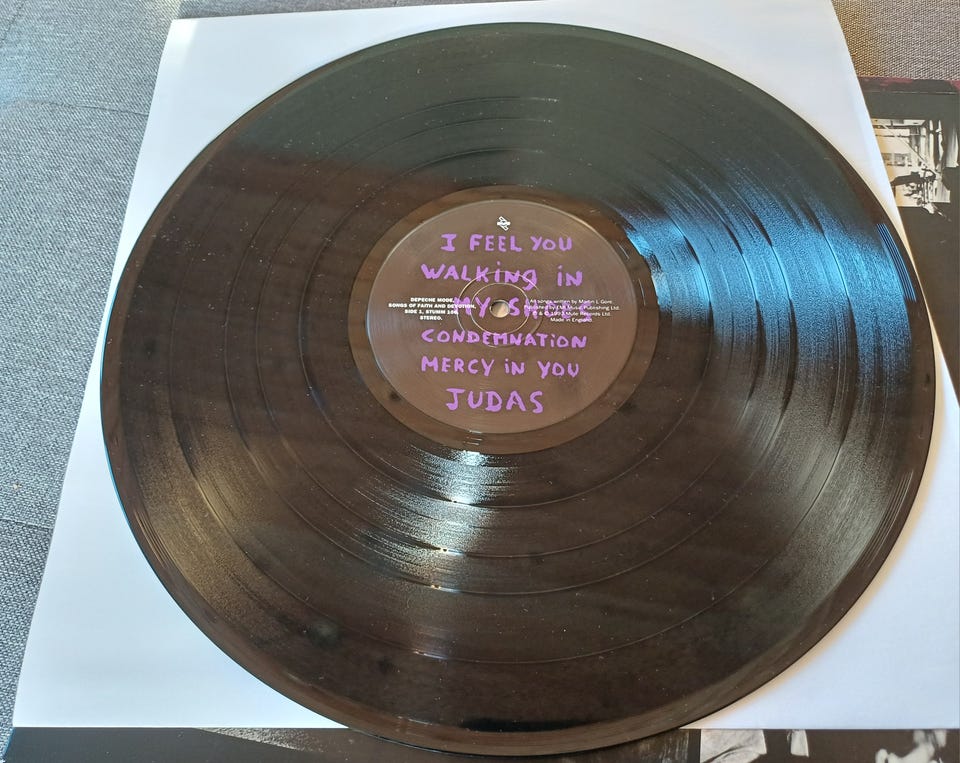 I FEEL YOU
WALKING IN
MY
CONDEMNATION
MERCY IN YOU
JUDAS
DEPECHE MODE.
SONGS OF FAITH AND DEVOTION.
SIDE 1, STUMM 106,
STEREO.
All songs written by Martin L Gore.
Published by EMI Music Publishing Ltd.
℗ & © 1993 Mute Records Ltd.
Made in England.